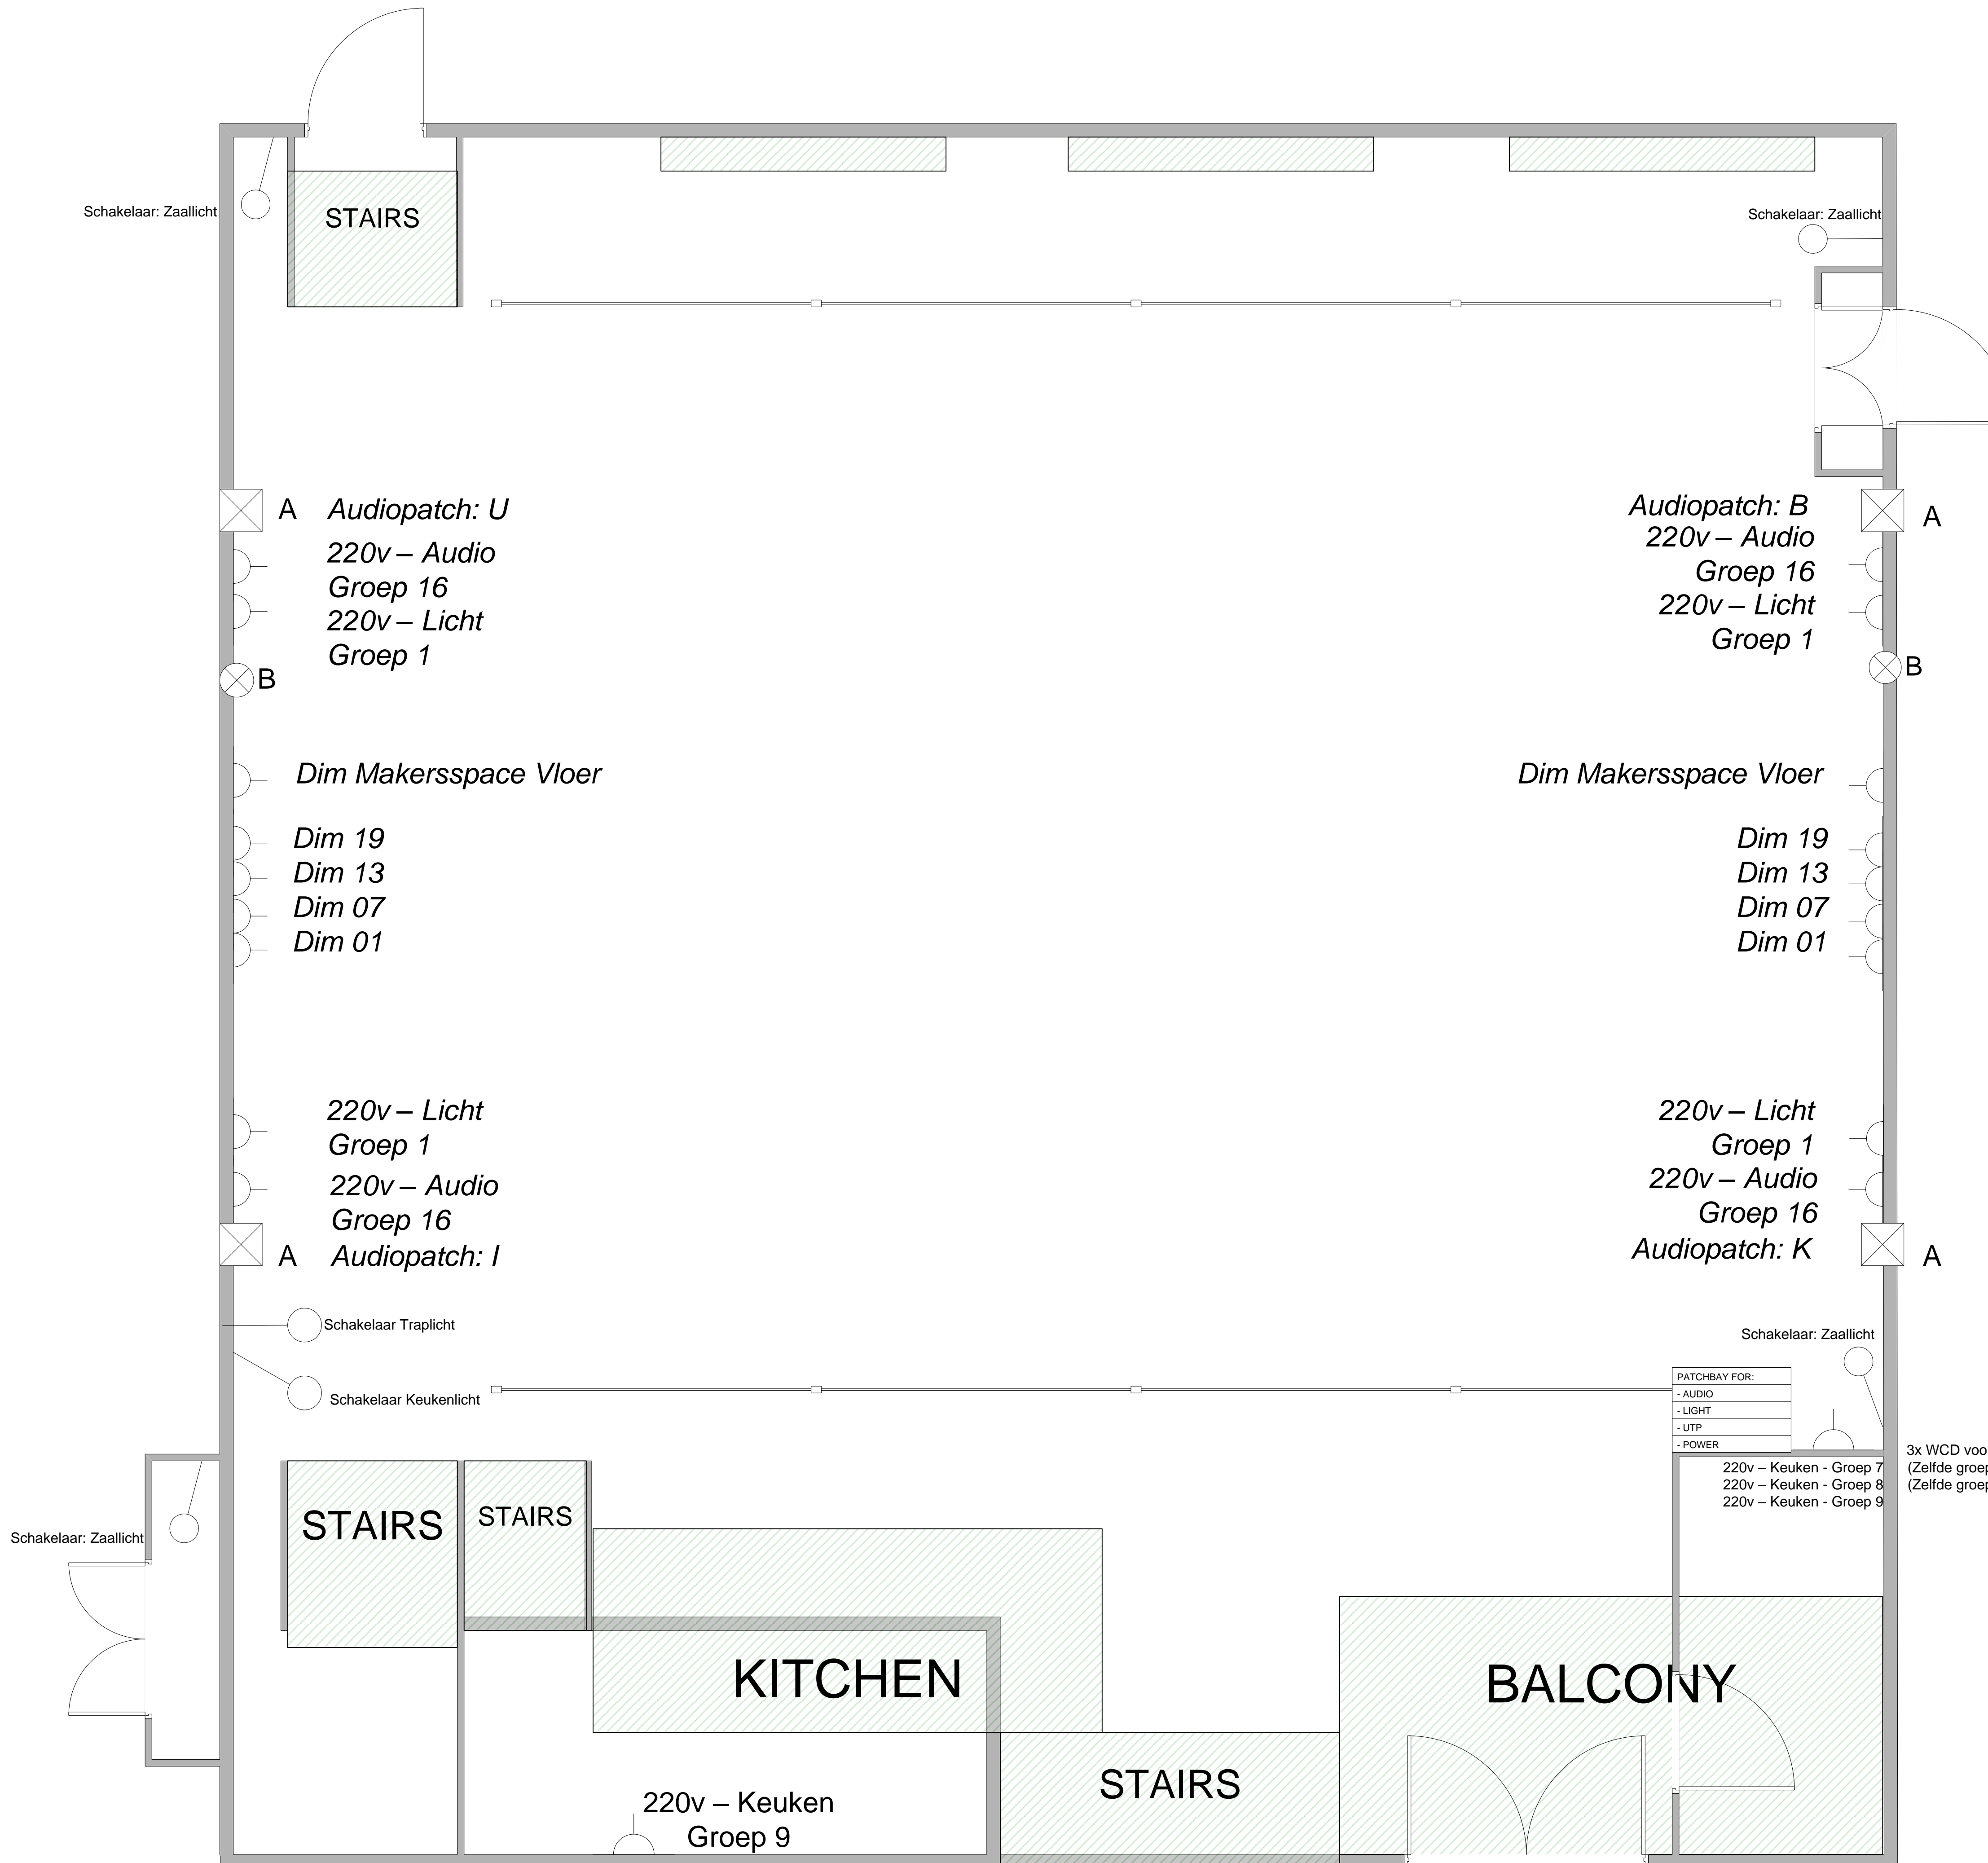 Schakelaar: Zaallicht
STAIRS
Schakelaar: Zaallicht
A
Audiopatch: U
220v – Audio
Groep 16
220v – Licht
Groep 1
B
Audiopatch: B
220v – Audio
Groep 16
220v – Licht
Groep 1
A
B
Dim Makersspace Vloer
Dim 19
Dim 13
Dim 07
Dim 01
Dim Makersspace Vloer
Dim 19
Dim 13
Dim 07
Dim 01
220v – Licht
Groep 1
220v – Audio
Groep 16
A
Audiopatch: I
220v – Licht
Groep 1
220v – Audio
Groep 16
Audiopatch: K
A
Schakelaar Traplicht
Schakelaar Keukenlicht
Schakelaar: Zaallicht
PATCHBAY FOR:
- AUDIO
- LIGHT
- UTP
- POWER
220v – Keuken - Groep 7
220v – Keuken - Groep 8
220v – Keuken - Groep 9
3x WCD
(Zelfde
(Zelfde
Schakelaar: Zaallicht
STAIRS
STAIRS
KITCHEN
BALCONY
STAIRS
220v – Keuken
Groep 9